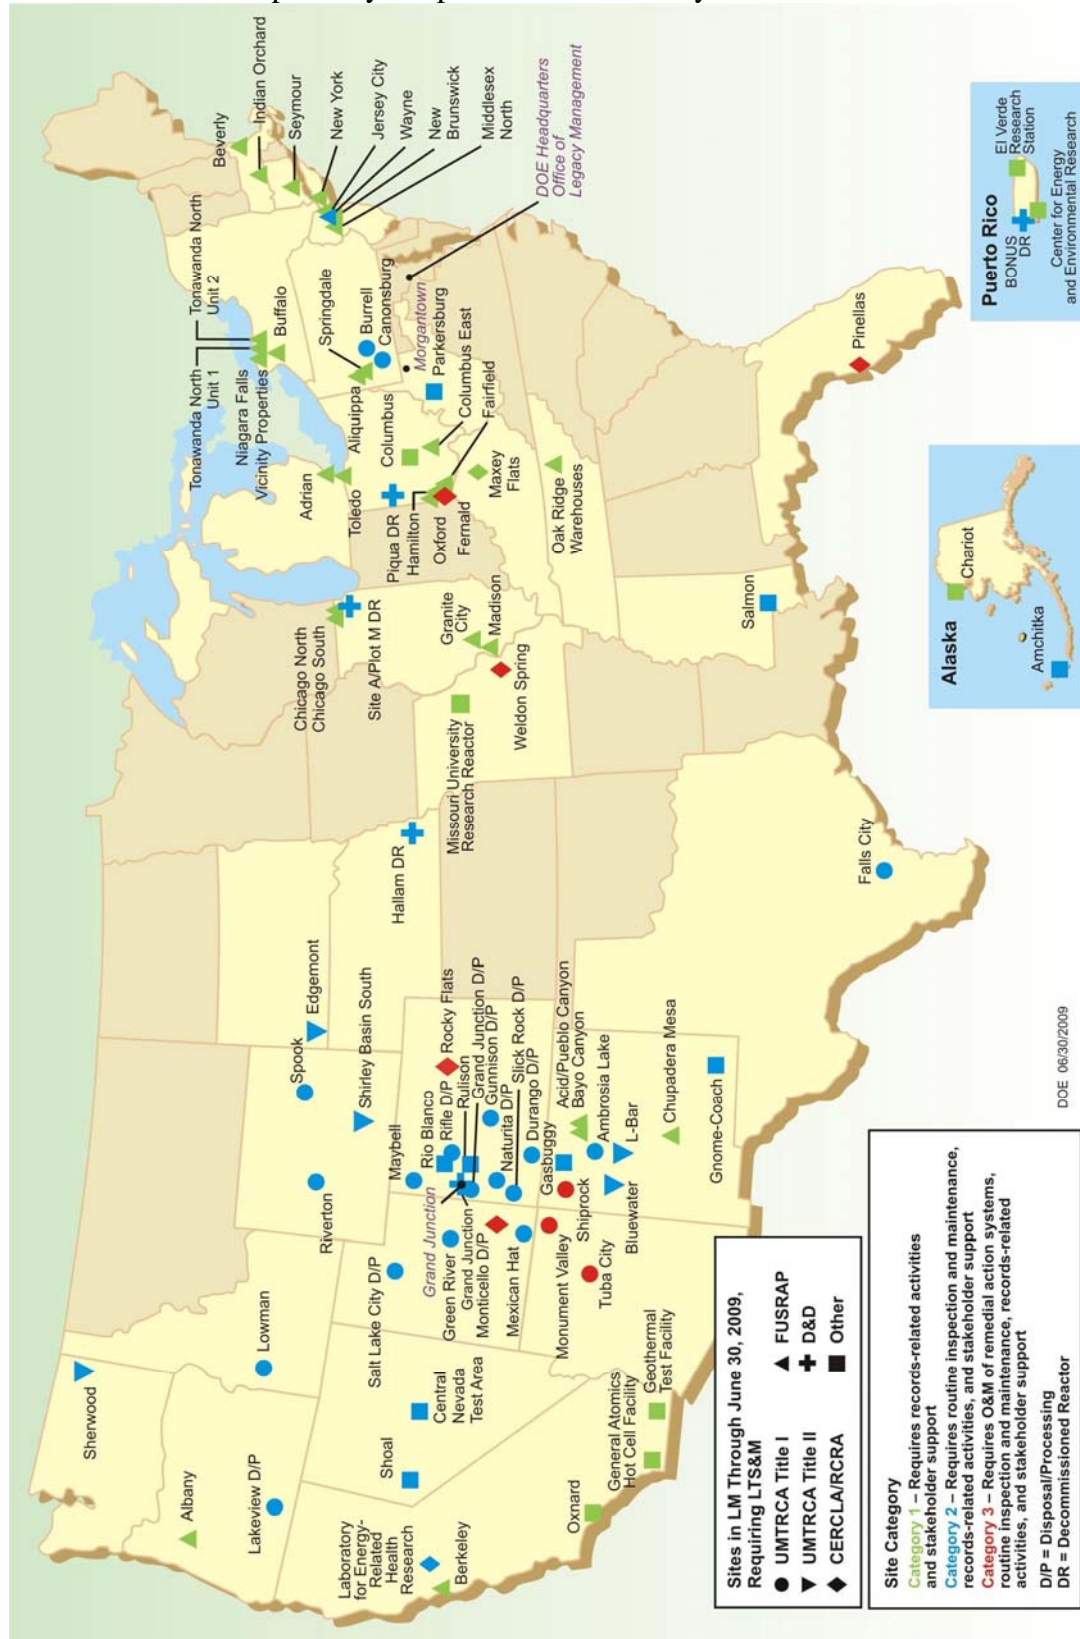 Tonawanda North
Unit 1
Tonawanda North
Unit 2
Niagara Falls
Vicinity Properties
Buffalo
Beverly
Indian Orchard
Seymour
New York
Jersey City
Wayne
New
Brunswick
Middlesex
North
DOE Headquarters
Office of
Legacy Management
Springdale
Aliquippa
Burrell
Canonsburg
Morgantown
Parkersburg
Columbus
Columbus East
Fairfield
Adrian
Toledo
Piqua DR
Hamilton
Oxford
Fernald
Maxey
Flats
Oak Ridge
Warehouses
Chicago North
Chicago South
Site A/Plot M DR
Granite
City
Madison
Weldon Spring
Missouri University
Research Reactor
Salmon
Pinellas
Hallam DR
Falls City
Edgemont
Spook
Shirley Basin South
Riverton
Maybell
Rio Blanco
Rifle D/P
Rocky Flats
Rulison
Grand Junction D/P
Gunnison D/P
Naturita D/P
Slick Rock D/P
Durango D/P
Grand Junction
Green River
Grand Junction
Monticello D/P
Mexican Hat
Salt Lake City D/P
Monument Valley
Tuba City
Shiprock
Gasbuggy
Acid/Pueblo Canyon
Bayo Canyon
Ambrosia Lake
L-Bar
Bluewater
Chupadera Mesa
Gnome-Coach
Lowman
Sherwood
Albany
Lakeview D/P
Central
Nevada
Test Area
Shoal
Laboratory
for Energy-
Related
Health
Research
Berkeley
Oxnard
General Atomics
Hot Cell Facility
Geothermal
Test Facility
Alaska
Chariot
Amchitka
Puerto Rico
BONUS
DR
El Verde
Research
Station
Center for Energy
and Environmental Research
Sites in LM Through June 30, 2009,
Requiring LTS&M
UMTRCA Title I
FUSRAP
UMTRCA Title II
D&D
CERCLA/RCRA
Other
Site Category
Category 1 – Requires records-related activities
and stakeholder support
Category 2 – Requires routine inspection and maintenance,
records-related activities, and stakeholder support
Category 3 – Requires O&M of remedial action systems,
routine inspection and maintenance, records-related
activities, and stakeholder support
D/P = Disposal/Processing
DR = Decommissioned Reactor
DOE 06/30/2009